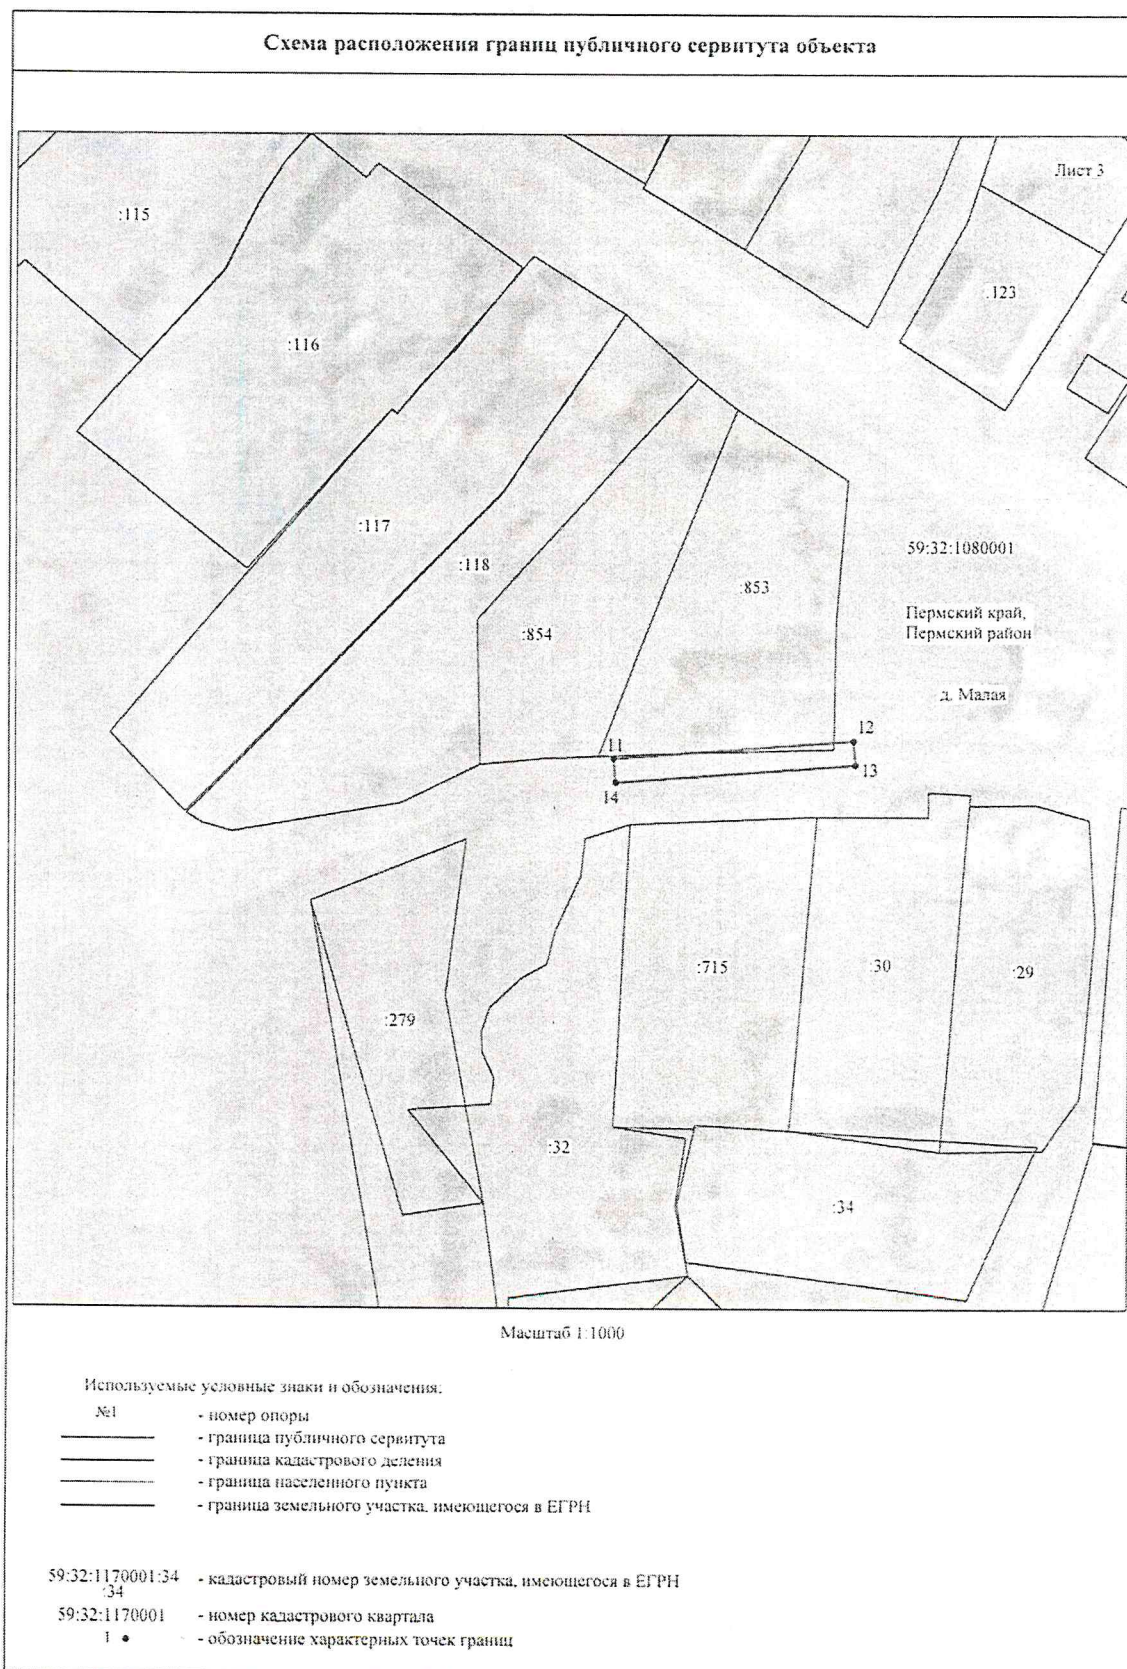 Схема расположения границ публичного сервитута объекта
Лист 3
:115
:123
:116
:117
59:32:1080001
:118
:853
Пермский край,
Пермский район
:854
д. Малая
12
11
13
14
:715
:30
:29
:279
:32
:34
Масштаб 1:1000
Используемые условные знаки и обозначения:
№1 - номер опоры
- граница публичного сервитута
- граница кадастрового деления
- граница населенного пункта
- граница земельного участка, имеющегося в ЕГРН
59:32:1170001:34 - кадастровый номер земельного участка, имеющегося в ЕГРН
:34
59:32:1170001 - номер кадастрового квартала
1 ● - обозначение характерных точек границ